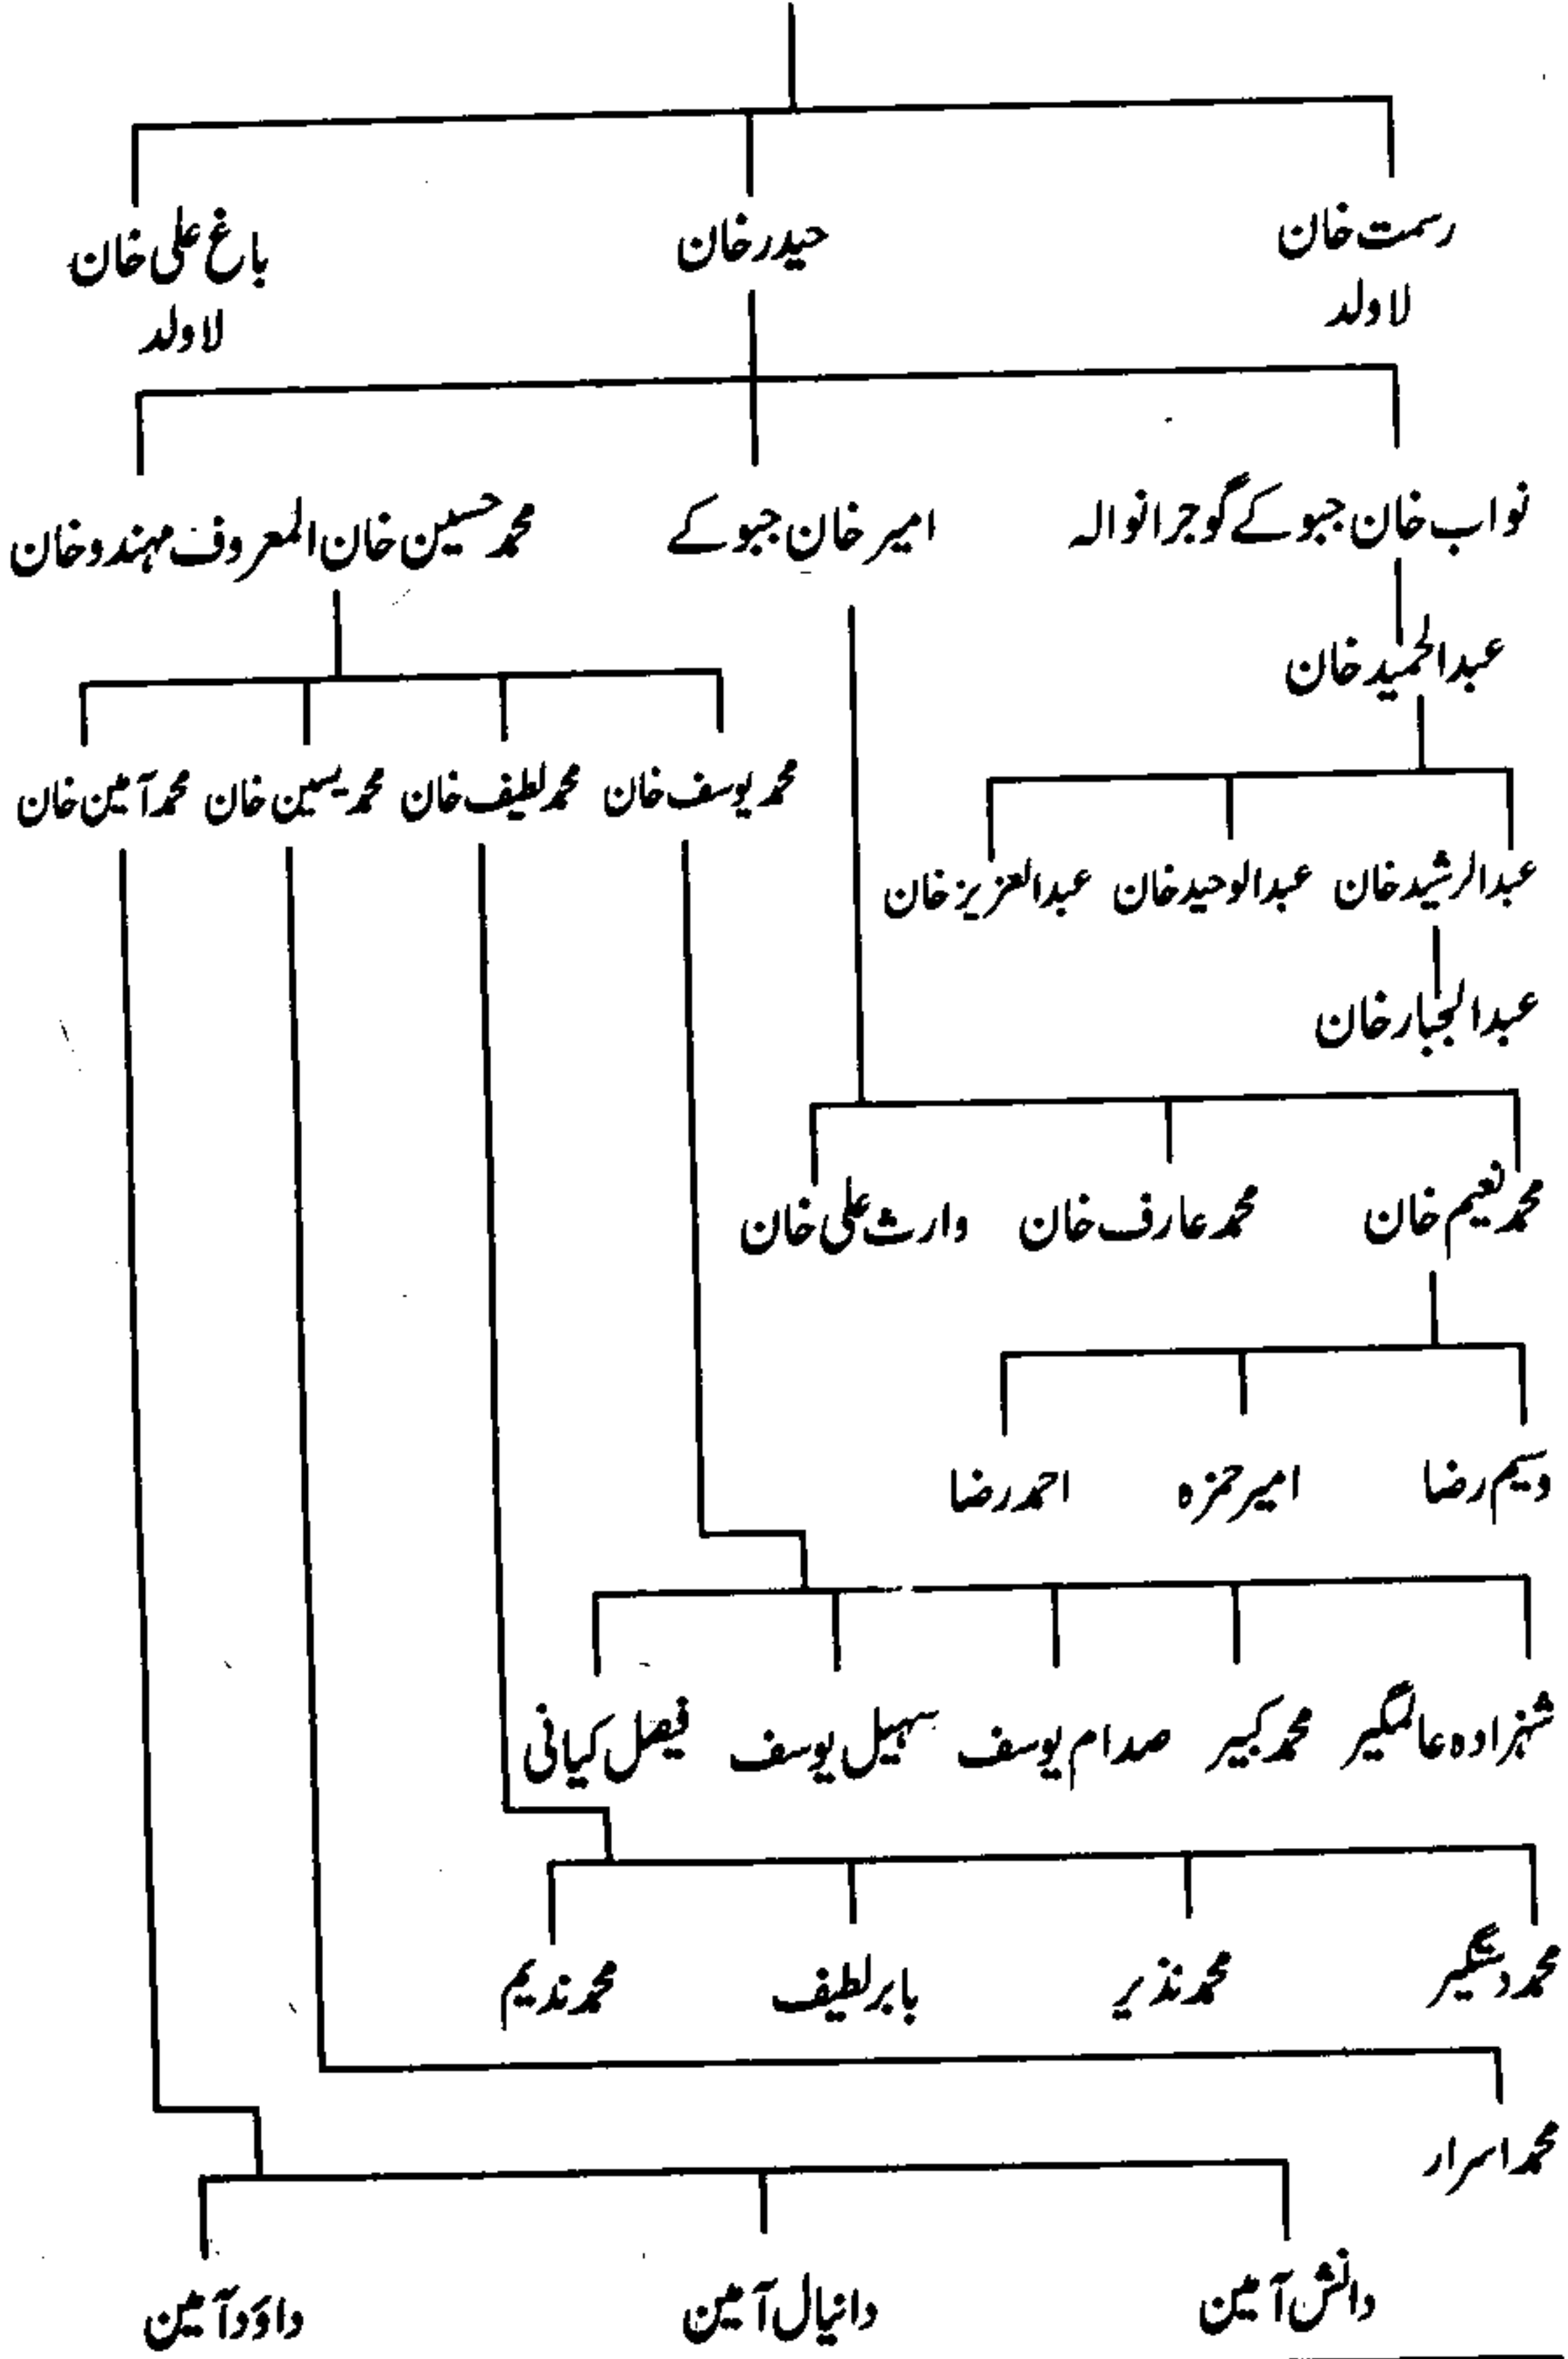 رسمت خان حیدر خان باغ علی خان
لاولد لاولد
نواب خان جبوکے گوجرانوالہ امیر خان جبوکے محمد حسین خان المعروف مہندو خان
عبدالحمید خان
محمد یوسف خان محمد لطیف خان محمد یسین خان محمد آمین خان
عبدالرشید خان عبدالوحید خان عبدالعزیز خان
عبدالجبار خان
محمد نعیم خان محمد عارف خان وارث علی خان
وسیم رضا امیر حمزہ احمد رضا
شہزادہ عالمگیر محمد کبیر صدام یوسف سہیل یوسف فیصل کیانی
محمد دستگیر محمد نذیر بابر لطیف محمد ندیم
محمد اسرار
دانش آمین دانیال آمین داؤد آمین